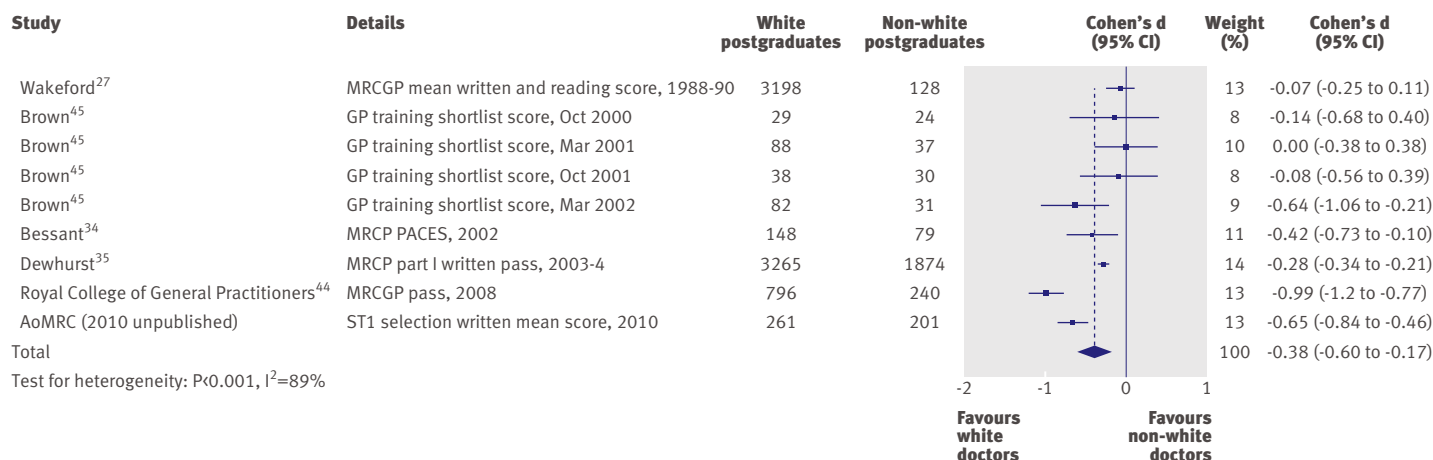 Study Details White postgraduates Non-white postgraduates Cohen's d (95% CI) Weight (%) Cohen's d (95% CI)
Wakeford27 MRCGP mean written and reading score, 1988-90 3198 128 13 -0.07 (-0.25 to 0.11)
Brown45 GP training shortlist score, Oct 2000 29 24 8 -0.14 (-0.68 to 0.40)
Brown45 GP training shortlist score, Mar 2001 88 37 10 0.00 (-0.38 to 0.38)
Brown45 GP training shortlist score, Oct 2001 38 30 8 -0.08 (-0.56 to 0.39)
Brown45 GP training shortlist score, Mar 2002 82 31 9 -0.64 (-1.06 to -0.21)
Bessant34 MRCP PACES, 2002 148 79 11 -0.42 (-0.73 to -0.10)
Dewhurst35 MRCP part I written pass, 2003-4 3265 1874 14 -0.28 (-0.34 to -0.21)
Royal College of General Practitioners44 MRCGP pass, 2008 796 240 13 -0.99 (-1.2 to -0.77)
AoMRC (2010 unpublished) ST1 selection written mean score, 2010 261 201 13 -0.65 (-0.84 to -0.46)
Total 100 -0.38 (-0.60 to -0.17)
Test for heterogeneity: P<0.001, I2=89%
-2 -1 0 1
Favours white doctors Favours non-white doctors